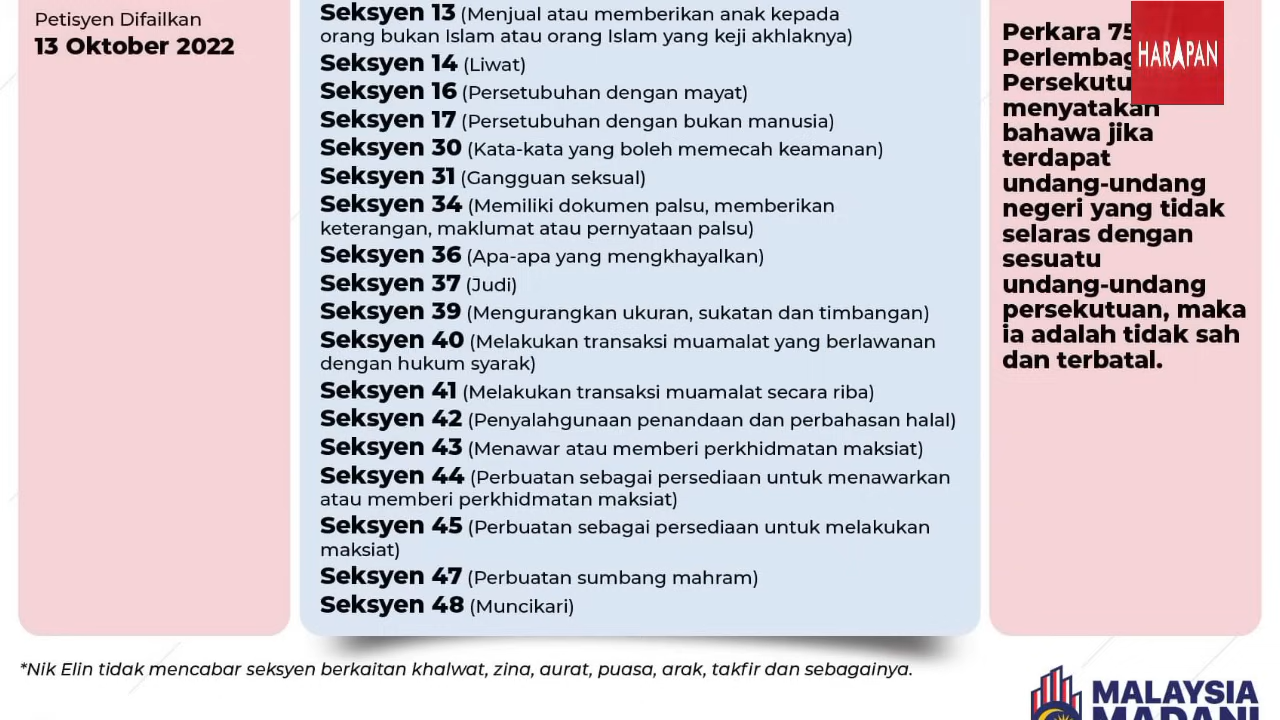 Petisyen Difailkan
13 Oktober 2022
Seksyen 13 (Menjual atau memberikan anak kepada
orang bukan Islam atau orang Islam yang keji akhlaknya)
Seksyen 14 (Liwat)
Seksyen 16 (Persetubuhan dengan mayat)
Seksyen 17 (Persetubuhan dengan bukan manusia)
Seksyen 30 (Kata-kata yang boleh memecah keamanan)
Seksyen 31 (Gangguan seksual)
Seksyen 34 (Memiliki dokumen palsu, memberikan
keterangan, maklumat atau pernyataan palsu)
Seksyen 36 (Apa-apa yang mengkhayalkan)
Seksyen 37 (Judi)
Seksyen 39 (Mengurangkan ukuran, sukatan dan timbangan)
Seksyen 40 (Melakukan transaksi muamalat yang berlawanan
dengan hukum syarak)
Seksyen 41 (Melakukan transaksi muamalat secara riba)
Seksyen 42 (Penyalahgunaan penandaan dan perbahasan halal)
Seksyen 43 (Menawar atau memberi perkhidmatan maksiat)
Seksyen 44 (Perbuatan sebagai persediaan untuk menawarkan
atau memberi perkhidmatan maksiat)
Seksyen 45 (Perbuatan sebagai persediaan untuk melakukan
maksiat)
Seksyen 47 (Perbuatan sumbang mahram)
Seksyen 48 (Muncikari)
Perkara 75
menyatakan
bahawa jika
terdapat
undang-undang
negeri yang tidak
selaras dengan
sesuatu
undang-undang
persekutuan, maka
ia adalah tidak sah
dan terbatal.
HARAPAN
*Nik Elin tidak mencabar seksyen berkaitan khalwat, zina, aurat, puasa, arak, takfir dan sebagainya.
MALAYSIA
MADANI